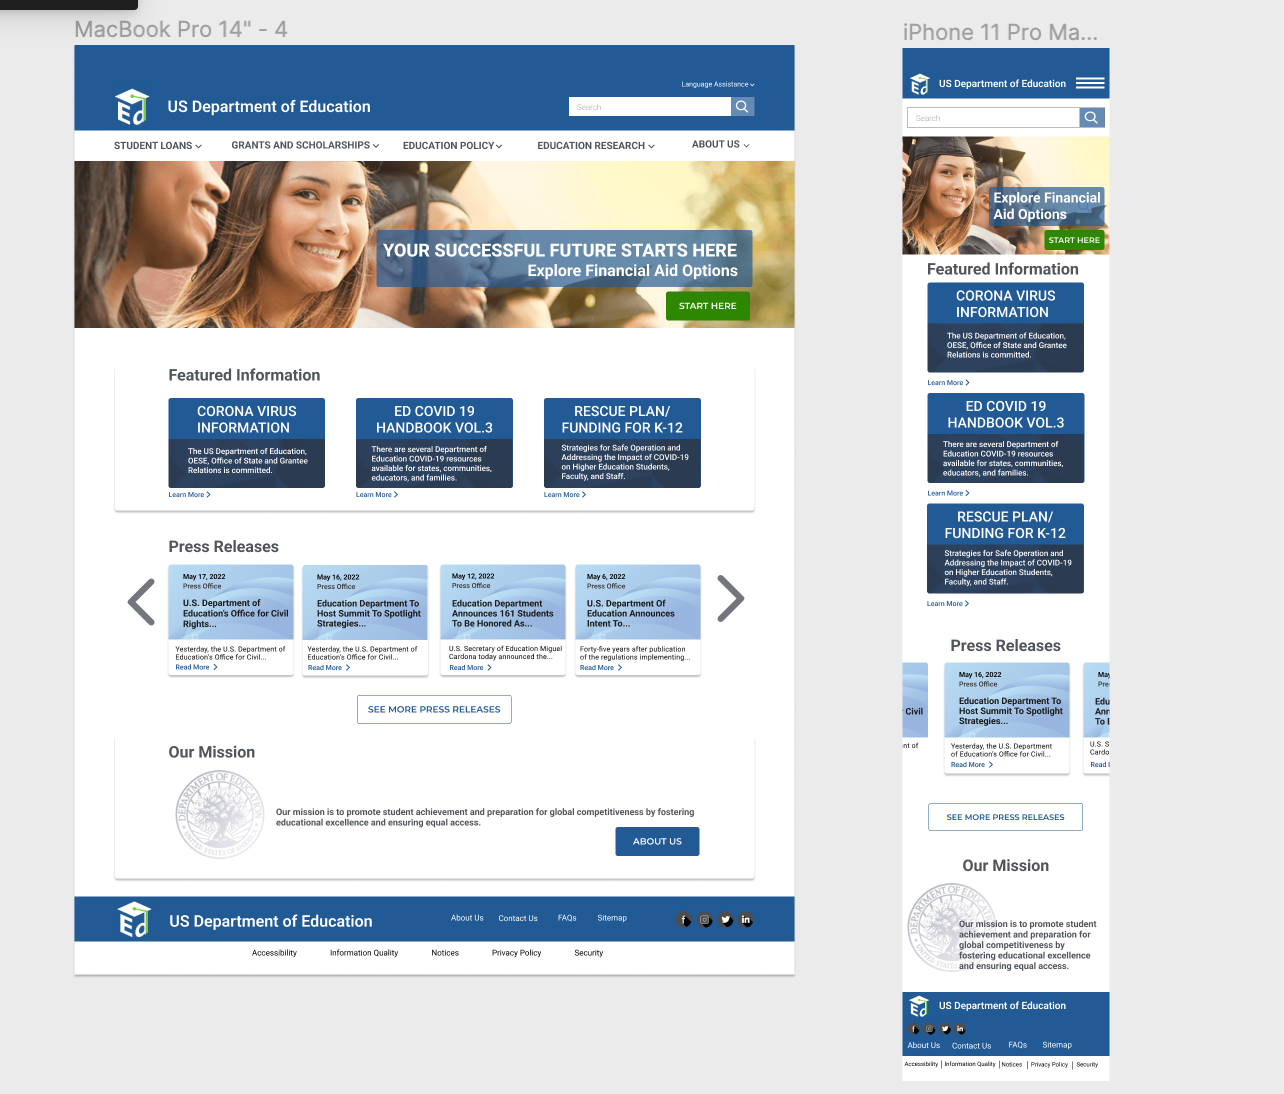 MacBook Pro 14" - 4
Language Assistance
Ed
US Department of Education
Search
STUDENT LOANS
GRANTS AND SCHOLARSHIPS
EDUCATION POLICY
EDUCATION RESEARCH
ABOUT US
YOUR SUCCESSFUL FUTURE STARTS HERE
Explore Financial Aid Options
START HERE
Featured Information
CORONA VIRUS
INFORMATION
The US Department of Education,
OESE, Office of State and Grantee
Relations is committed.
Learn More
ED COVID 19
HANDBOOK VOL.3
There are several Department of
Education COVID-19 resources
available for states, communities,
educators, and families.
Learn More
RESCUE PLAN/
FUNDING FOR K-12
Strategies for Safe Operation and
Addressing the Impact of COVID-19
on Higher Education Students,
Faculty, and Staff.
Learn More
Press Releases
May 17, 2022
Press Office
U.S. Department of
Education's Office for Civil
Rights...
Yesterday, the U.S. Department of
Education's Office for Civil...
Read More
May 16, 2022
Press Office
Education Department To
Host Summit To Spotlight
Strategies...
Yesterday, the U.S. Department of
Education's Office for Civil...
Read More
May 12, 2022
Press Office
Education Department
Announces 161 Students
To Be Honored As...
U.S. Secretary of Education Miguel
Cardona today announced the...
Read More
May 6, 2022
Press Office
U.S. Department Of
Education Announces
Intent To...
Forty-five years after publication
of the regulations implementing...
Read More
SEE MORE PRESS RELEASES
Our Mission
DEPARTMENT OF EDUCATION
UNITED STATES OF
Our mission is to promote student achievement and preparation for global competitiveness by fostering
educational excellence and ensuring equal access.
ABOUT US
Ed
US Department of Education
About Us
Contact Us
FAQs
Sitemap
f
in
Accessibility
Information Quality
Notices
Privacy Policy
Security
iPhone 11 Pro Ma...
Ed
US Department of Education
Search
Explore Financial
Aid Options
START HERE
Featured Information
CORONA VIRUS
INFORMATION
The US Department of Education,
OESE, Office of State and Grantee
Relations is committed.
Learn More
ED COVID 19
HANDBOOK VOL.3
There are several Department of
Education COVID-19 resources
available for states, communities,
educators, and families.
Learn More
RESCUE PLAN/
FUNDING FOR K-12
Strategies for Safe Operation and
Addressing the Impact of COVID-19
on Higher Education Students,
Faculty, and Staff.
Learn More
Press Releases
Civil
of
May 16, 2022
Press Office
Education Department To
Host Summit To Spotlight
Strategies...
Yesterday, the U.S. Department
of Education's Office for Civil...
Read More
May
Pre
Edu
Ann
To
U.S. S
Cardo
Read
SEE MORE PRESS RELEASES
Our Mission
Our mission is to promote student
achievement and preparation for
global competitiveness by
fostering educational excellence
and ensuring equal access.
Ed
US Department of Education
f
in
About Us
Contact Us
FAQs
Sitemap
Accessibility | Information Quality | Notices | Privacy Policy | Security